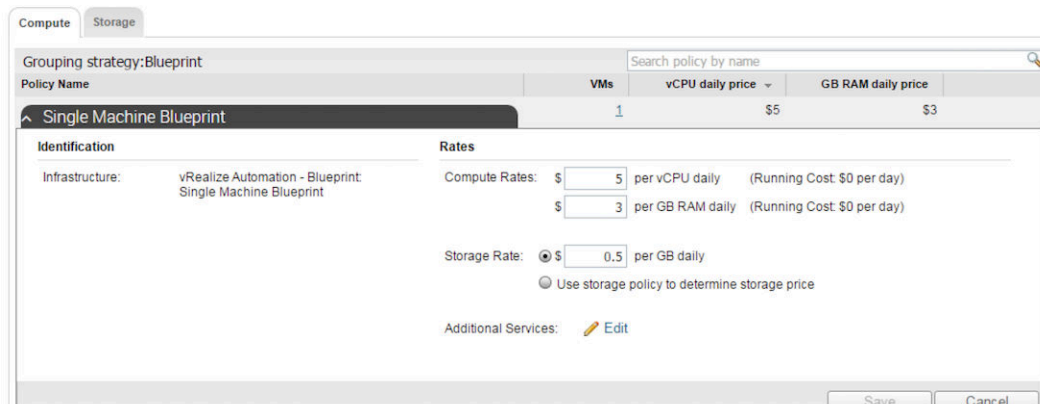 Compute Storage
Grouping strategy:Blueprint Search policy by name
Policy Name VMs vCPU daily price GB RAM daily price
Single Machine Blueprint 1 $5 $3
Identification Rates
Infrastructure: vRealize Automation - Blueprint: Compute Rates: $ 5 per vCPU daily (Running Cost: $0 per day)
Single Machine Blueprint
$ 3 per GB RAM daily (Running Cost: $0 per day)
Storage Rate: $ 0.5 per GB daily
Use storage policy to determine storage price
Additional Services: Edit
Save Cancel